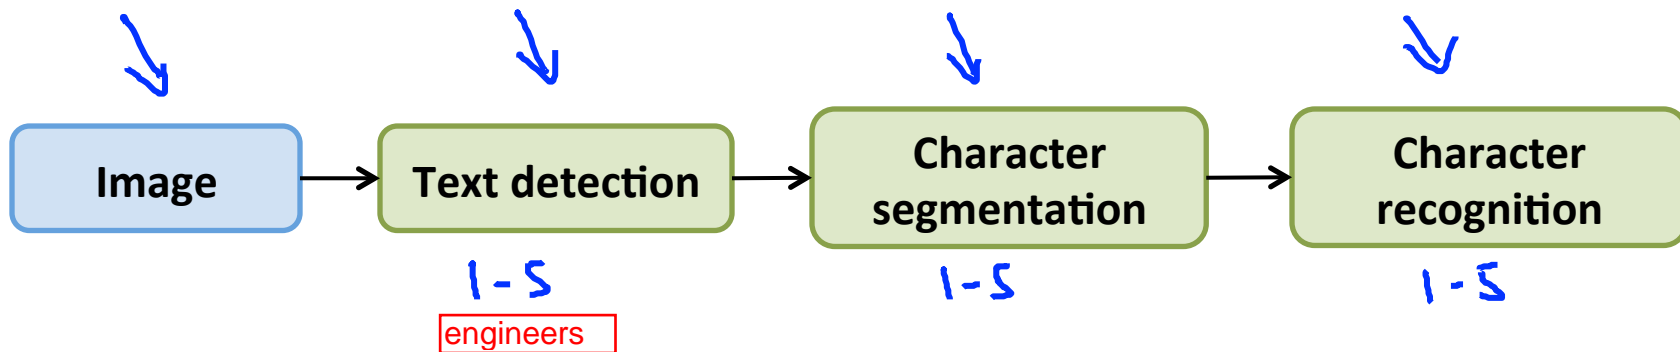 Image
Text detection
Character
segmentation
Character
recognition
1-5
1-5
1-5
engineers